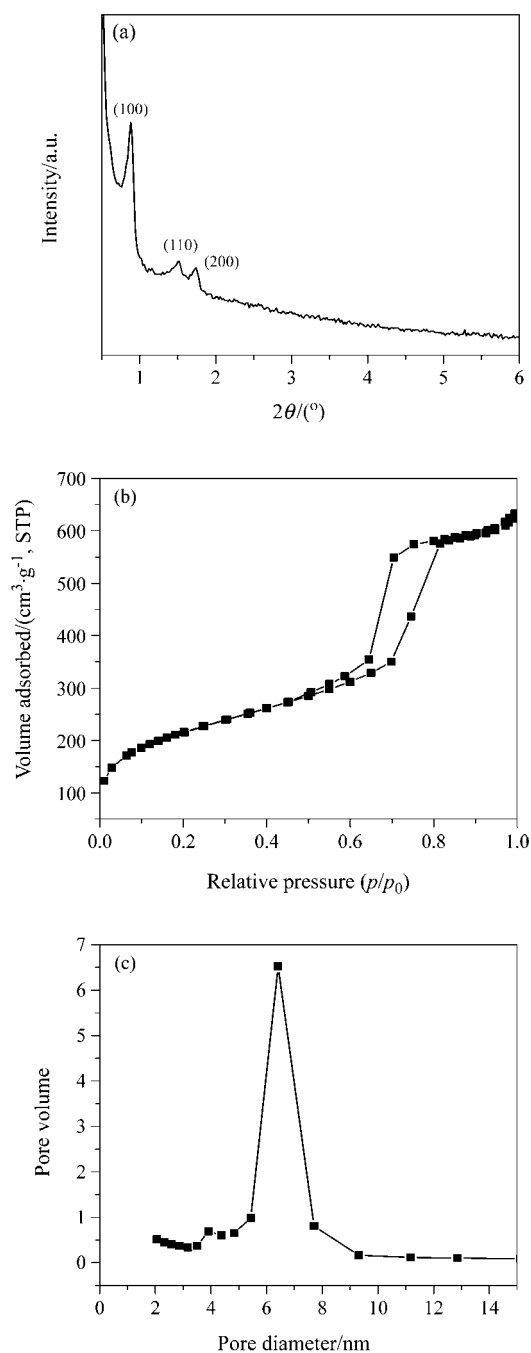 (a)
(100)
(110)
(200)
Intensity/a.u.
1 2 3 4 5 6
2θ/(°)
(b)
700
600
500
400
300
200
100
Volume adsorbed/(cm³·g⁻¹, STP)
0.0 0.2 0.4 0.6 0.8 1.0
Relative pressure (p/p₀)
(c)
7
6
5
4
3
2
1
0
Pore volume
0 2 4 6 8 10 12 14
Pore diameter/nm